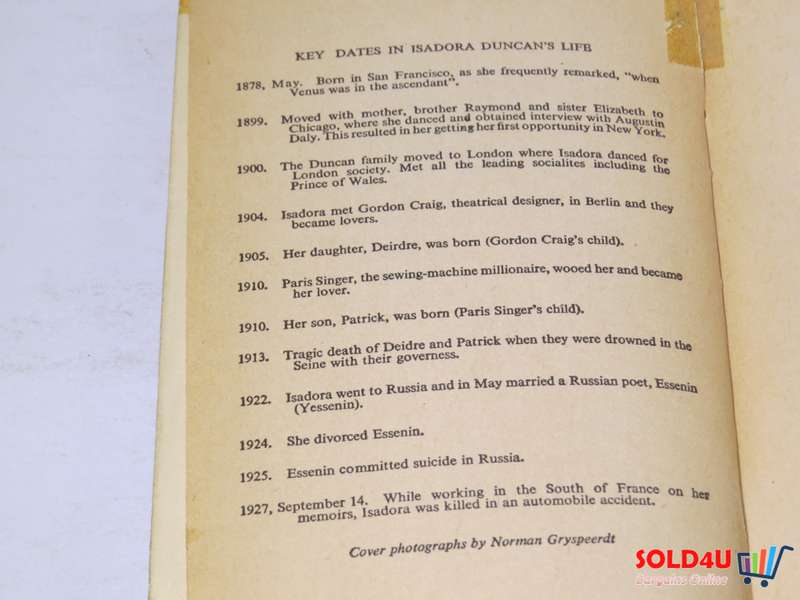 KEY DATES IN ISADORA DUNCAN'S LIFE
1878, May. Born in San Francisco, as she frequently remarked, "when
Venus was in the ascendant".
1899. Moved with mother, brother Raymond and sister Elizabeth to
Chicago, where she danced and obtained interview with Augustin
Daly. This resulted in her getting her first opportunity in New York.
1900. The Duncan family moved to London where Isadora danced for
London society. Met all the leading socialites including the
Prince of Wales.
1904. Isadora met Gordon Craig, theatrical designer, in Berlin and they
became lovers.
1905. Her daughter, Deirdre, was born (Gordon Craig's child).
1910. Paris Singer, the sewing-machine millionaire, wooed her and became
her lover.
1910. Her son, Patrick, was born (Paris Singer's child).
1913. Tragic death of Deidre and Patrick when they were drowned in the
Seine with their governess.
1922. Isadora went to Russia and in May married a Russian poet, Essenin
(Yessenin).
1924. She divorced Essenin.
1925. Essenin committed suicide in Russia.
1927, September 14. While working in the South of France on her
memoirs, Isadora was killed in an automobile accident.
Cover photographs by Norman Gryspeerdt
SOLD4U
Bargains Online